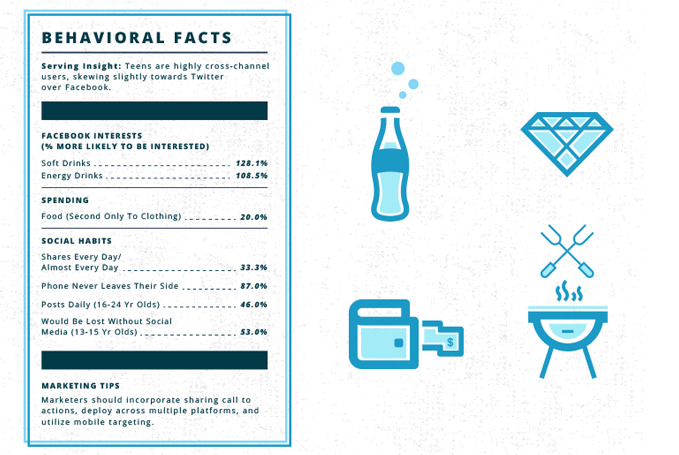 BEHAVIORAL FACTS
Serving Insight: Teens are highly cross-channel
users, skewing slightly towards Twitter
over Facebook.
FACEBOOK INTERESTS
(% MORE LIKELY TO BE INTERESTED)
Soft Drinks 128.1%
Energy Drinks 108.5%
SPENDING
Food (Second Only To Clothing) 20.0%
SOCIAL HABITS
Shares Every Day/
Almost Every Day 33.3%
Phone Never Leaves Their Side 87.0%
Posts Daily (16-24 Yr Olds) 46.0%
Would Be Lost Without Social
Media (13-15 Yr Olds) 53.0%
MARKETING TIPS
Marketers should incorporate sharing call to
actions, deploy across multiple platforms, and
utilize mobile targeting.
$